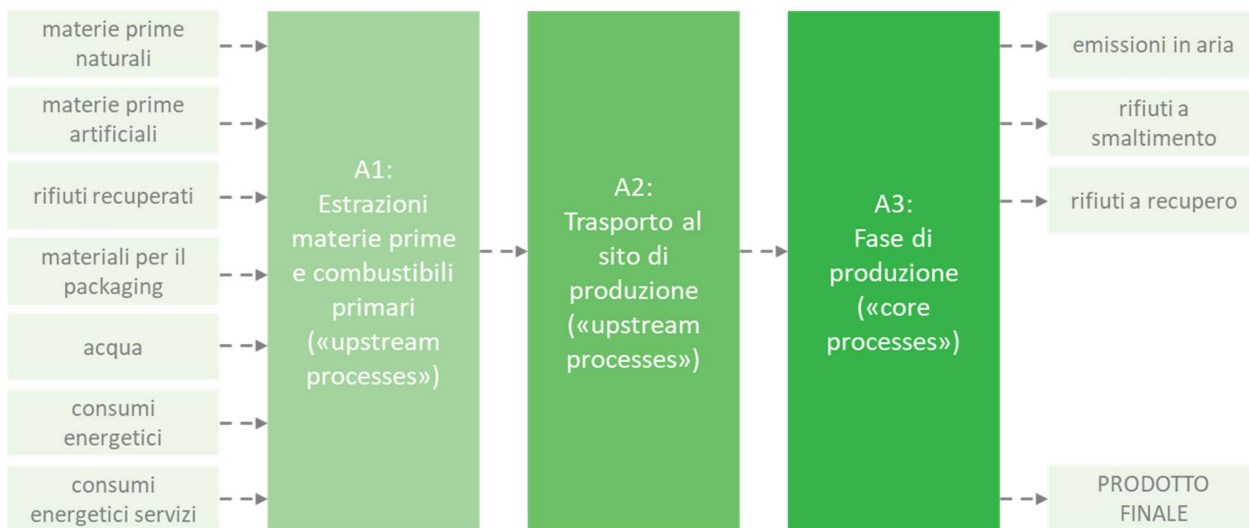 materie prime
naturali
materie prime
artificiali
rifiuti recuperati
materiali per il
packaging
acqua
consumi
energetici
consumi
energetici servizi
A1:
Estrazioni
materie prime
e combustibili
primari
(«upstream
processes»)
A2:
Trasporto al
sito di
produzione
(«upstream
processes»)
A3:
Fase di
produzione
(«core
processes»)
emissioni in aria
rifiuti a
smaltimento
rifiuti a recupero
PRODOTTO
FINALE